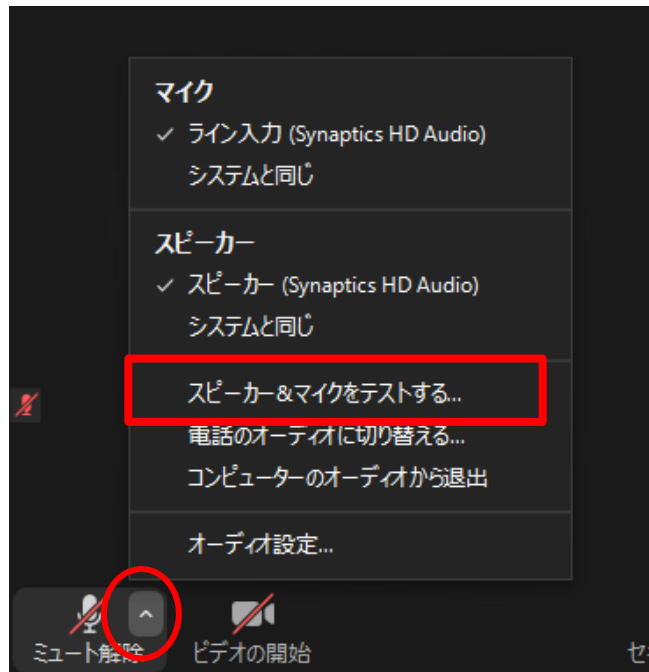 マイク
ライン入力 (Synaptics HD Audio)
システムと同じ
スピーカー
スピーカー (Synaptics HD Audio)
システムと同じ
スピーカー&マイクをテストする...
電話のオーディオに切り替える...
コンピューターのオーディオから退出
オーディオ設定...
ミュート解除 ビデオの開始 セ